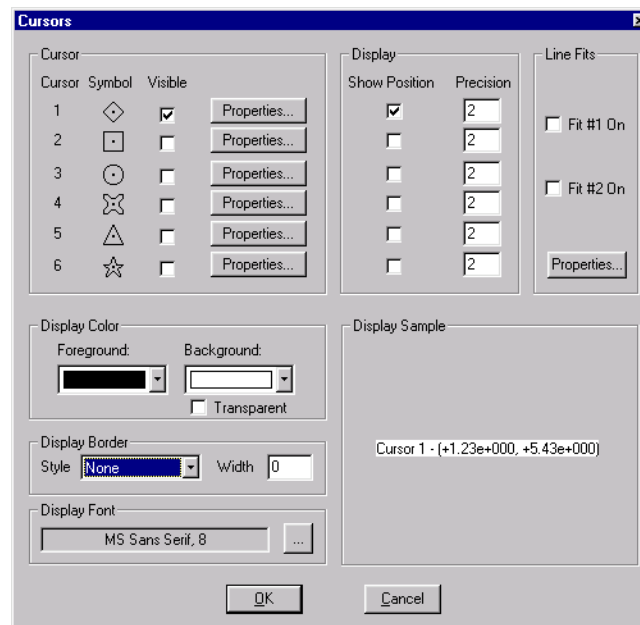 Cursors
Cursor
Cursor Symbol Visible
1 Properties...
2 Properties...
3 Properties...
4 Properties...
5 Properties...
6 Properties...
Display
Show Position Precision
2
2
2
2
2
2
Line Fits
Fit #1 On
Fit #2 On
Properties...
Display Color
Foreground: Background:
Transparent
Display Border
Style None Width 0
Display Font
MS Sans Serif, 8 ...
Display Sample
Cursor 1 - (+1.23e+000, +5.43e+000)
OK Cancel